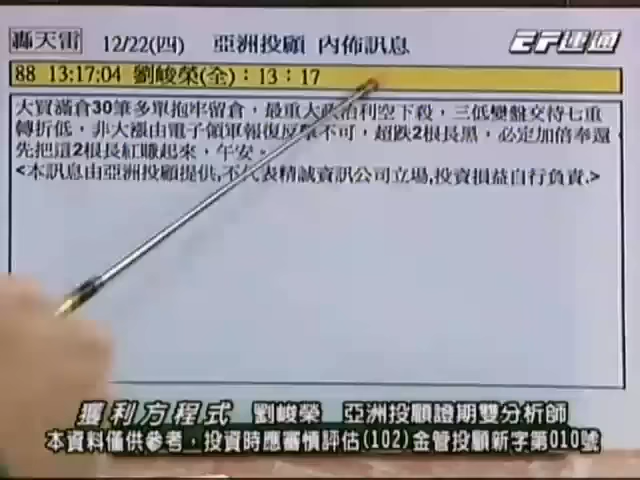 轟天雷 12/22(四) 亞洲投顧 內佈訊息 EF連通
88 13:17:04 劉峻榮(全):13:17
大買滿倉30筆多單抱牢留倉,最重大政治利空下殺,三低變盤交持七重
轉折低,非大漲由電子領軍報復反擊不可,超跌2根長黑,必定加倍奉還,
先把這2根長紅賺起來,午安。
<本訊息由亞洲投顧提供,不代表精誠資訊公司立場,投資損益自行負責.>
獲利方程式 劉峻榮 亞洲投顧證期雙分析師
本資料僅供參考,投資時應審慎評估(102)金管投顧新字第010號